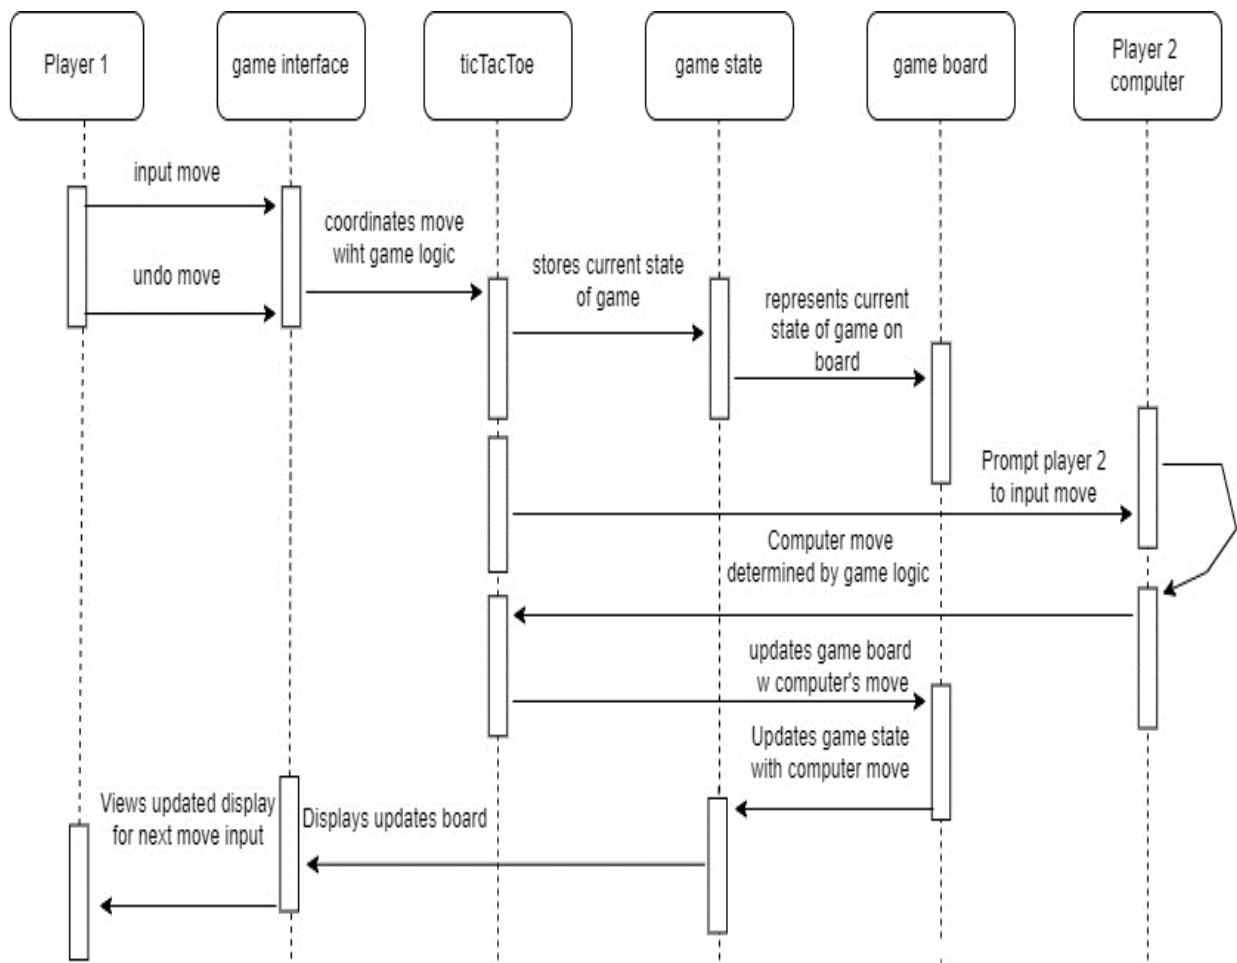 Player 1
game interface
ticTacToe
game state
game board
Player 2
computer
input move
coordinates move
wiht game logic
undo move
stores current state
of game
represents current
state of game on
board
Prompt player 2
to input move
Computer move
determined by game logic
updates game board
w computer's move
Updates game state
with computer move
Views updated display
for next move input
Displays updates board